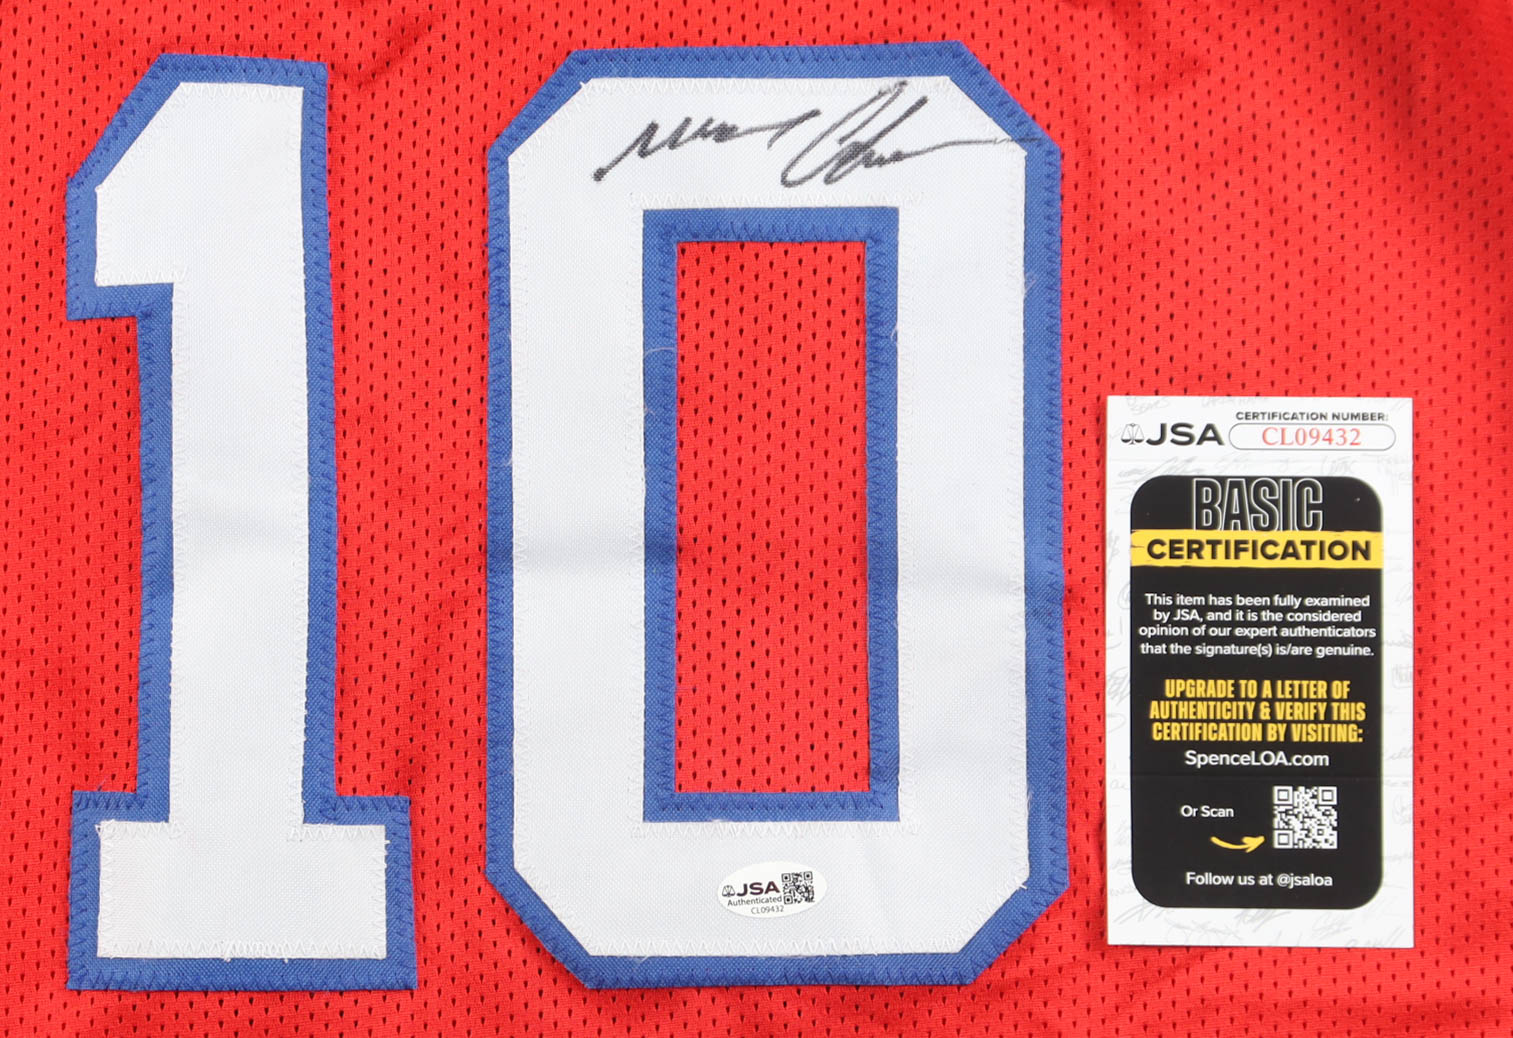 10
JSA
CERTIFICATION NUMBER:
CL09432
BASIC
CERTIFICATION
This item has been fully examined
by JSA, and it is the considered
opinion of our expert authenticators
that the signature(s) is/are genuine.
UPGRADE TO A LETTER OF
AUTHENTICITY & VERIFY THIS
CERTIFICATION BY VISITING:
SpenceLOA.com
Or Scan
Follow us at @jsaloa
JSA
Authenticated
CL09432